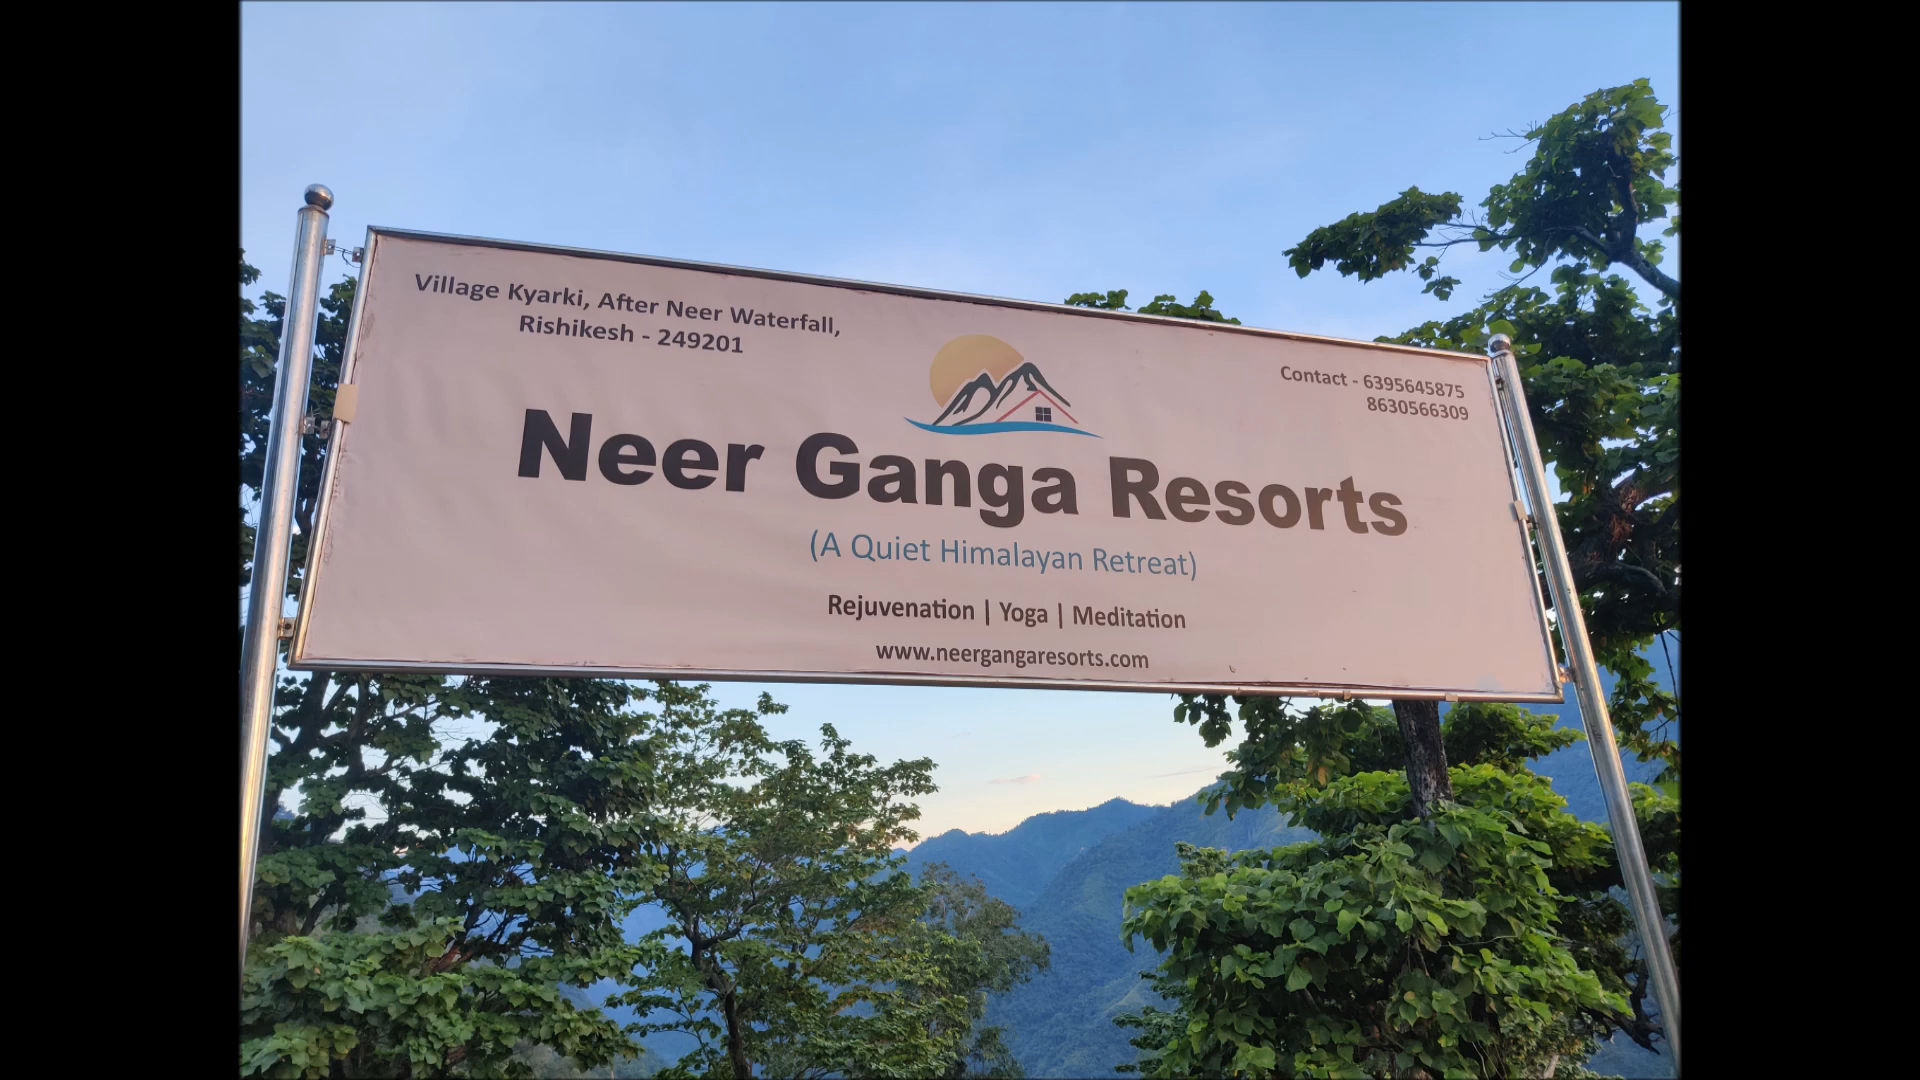 Village Kyarki, After Neer Waterfall,
Rishikesh - 249201
Contact - 6395645875
8630566309
Neer Ganga Resorts
(A Quiet Himalayan Retreat)
Rejuvenation | Yoga | Meditation
www.neergangaresorts.com